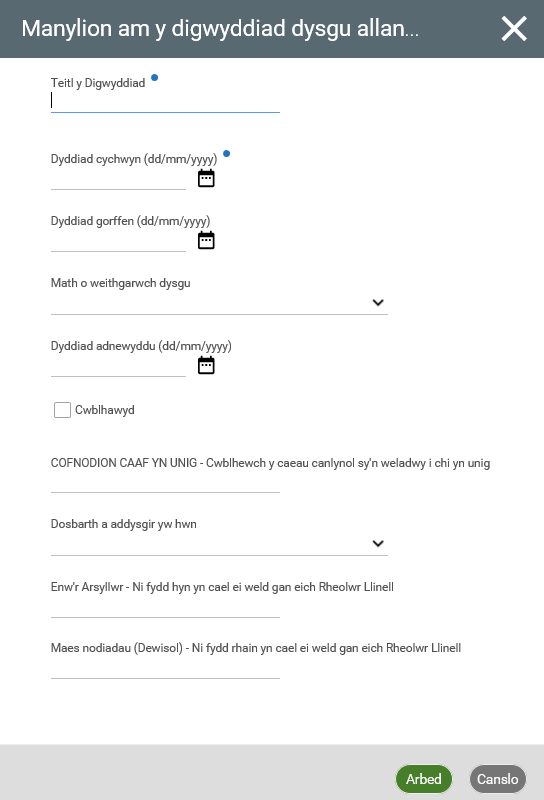 Manylion am y digwyddiad dysgu allan...
Teitl y Digwyddiad
Dyddiad cychwyn (dd/mm/yyyy)
Dyddiad gorffen (dd/mm/yyyy)
Math o weithgarwch dysgu
Dyddiad adnewyddu (dd/mm/yyyy)
Cwblhawyd
COFNODION CAAF YN UNIG - Cwblhewch y caeau canlynol sy'n weladwy i chi yn unig
Dosbarth a addysgir yw hwn
Enw'r Arsyllwr - Ni fydd hyn yn cael ei weld gan eich Rheolwr Llinell
Maes nodiadau (Dewisol) - Ni fydd rhain yn cael ei weld gan eich Rheolwr Llinell
Arbed Canslo